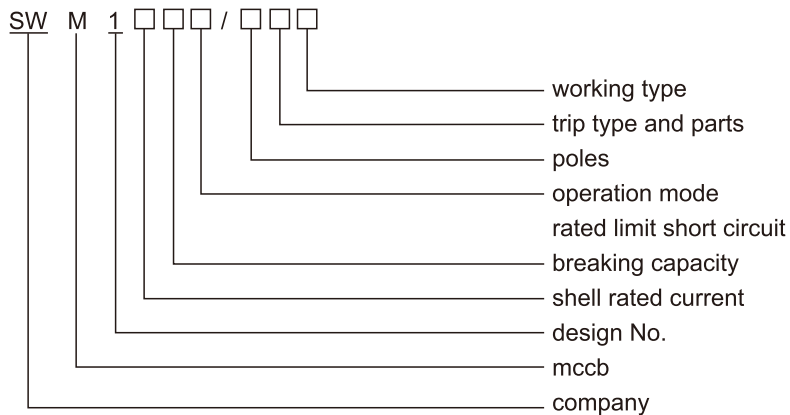 SW M 1 □ □ □ / □ □ □
working type
trip type and parts
poles
operation mode
rated limit short circuit
breaking capacity
shell rated current
design No.
mccb
company